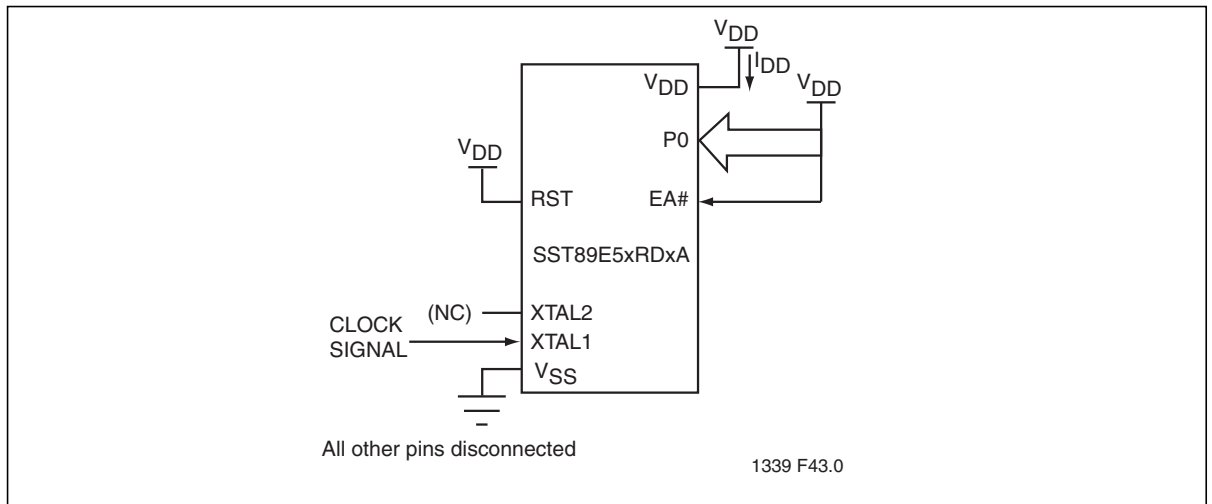 VDD
IDD
VDD
VDD
P0
VDD
RST
EA#
SST89E5xRDxA
(NC)
XTAL2
CLOCK
SIGNAL
XTAL1
VSS
All other pins disconnected
1339 F43.0